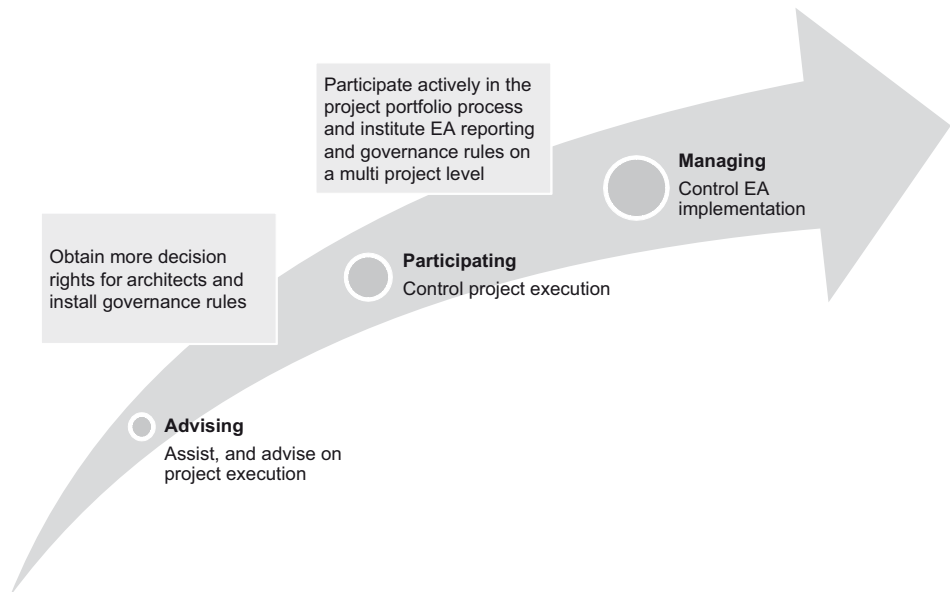 Participate actively in the
project portfolio process
and institute EA reporting
and governance rules on
a multi project level
Managing
Control EA
implementation
Obtain more decision
rights for architects and
install governance rules
Participating
Control project execution
Advising
Assist, and advise on
project execution